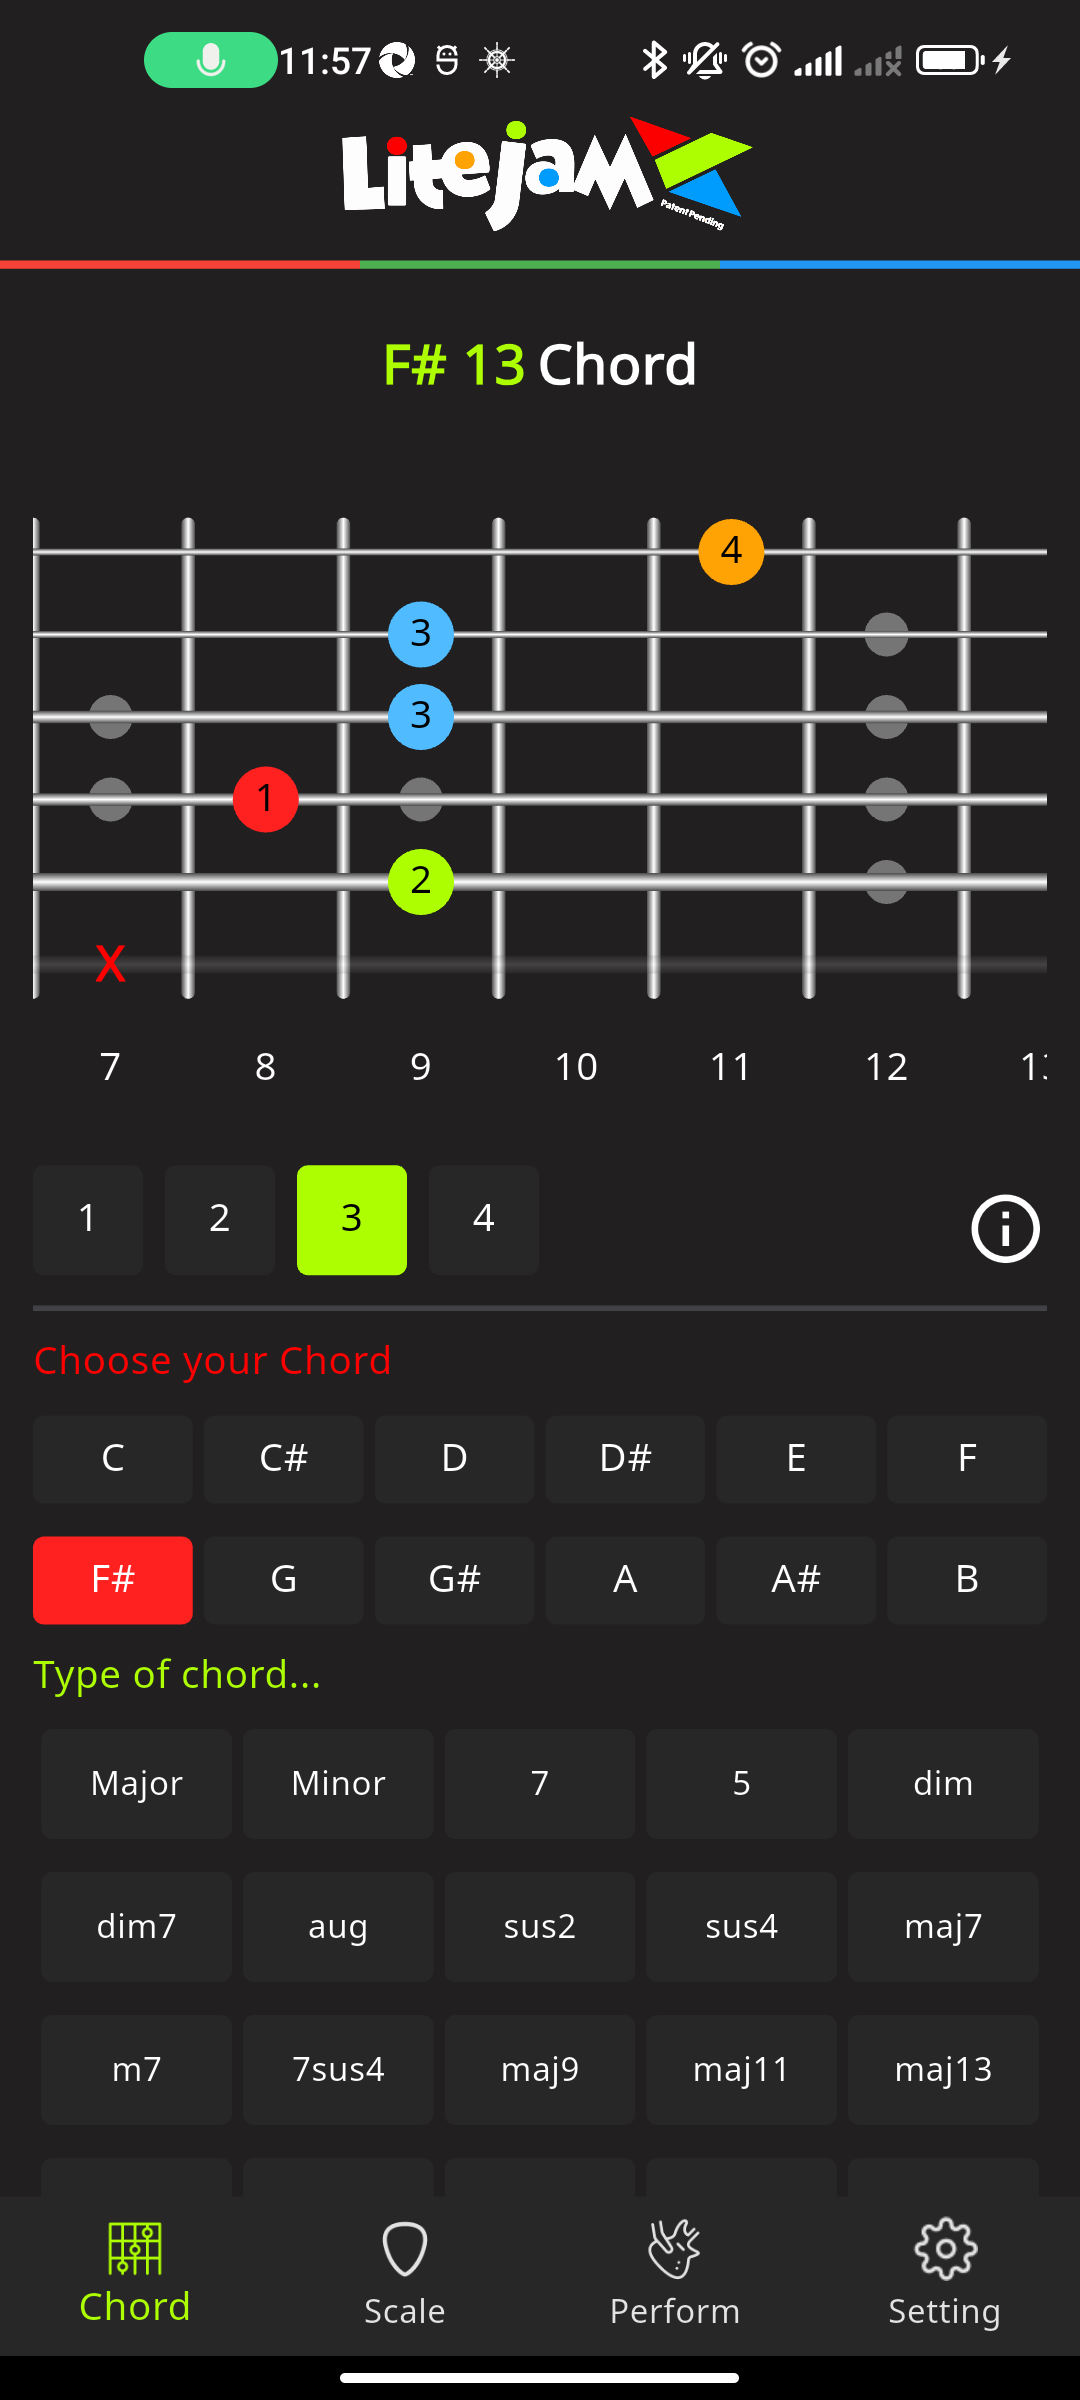 11:57
Litejam
Patent Pending
F# 13 Chord
4
3
3
1
2
X
7 8 9 10 11 12
1 2 3 4
Choose your Chord
C C# D D# E F
F# G G# A A# B
Type of chord...
Major Minor 7 5 dim
dim7 aug sus2 sus4 maj7
m7 7sus4 maj9 maj11 maj13
Chord Scale Perform Setting